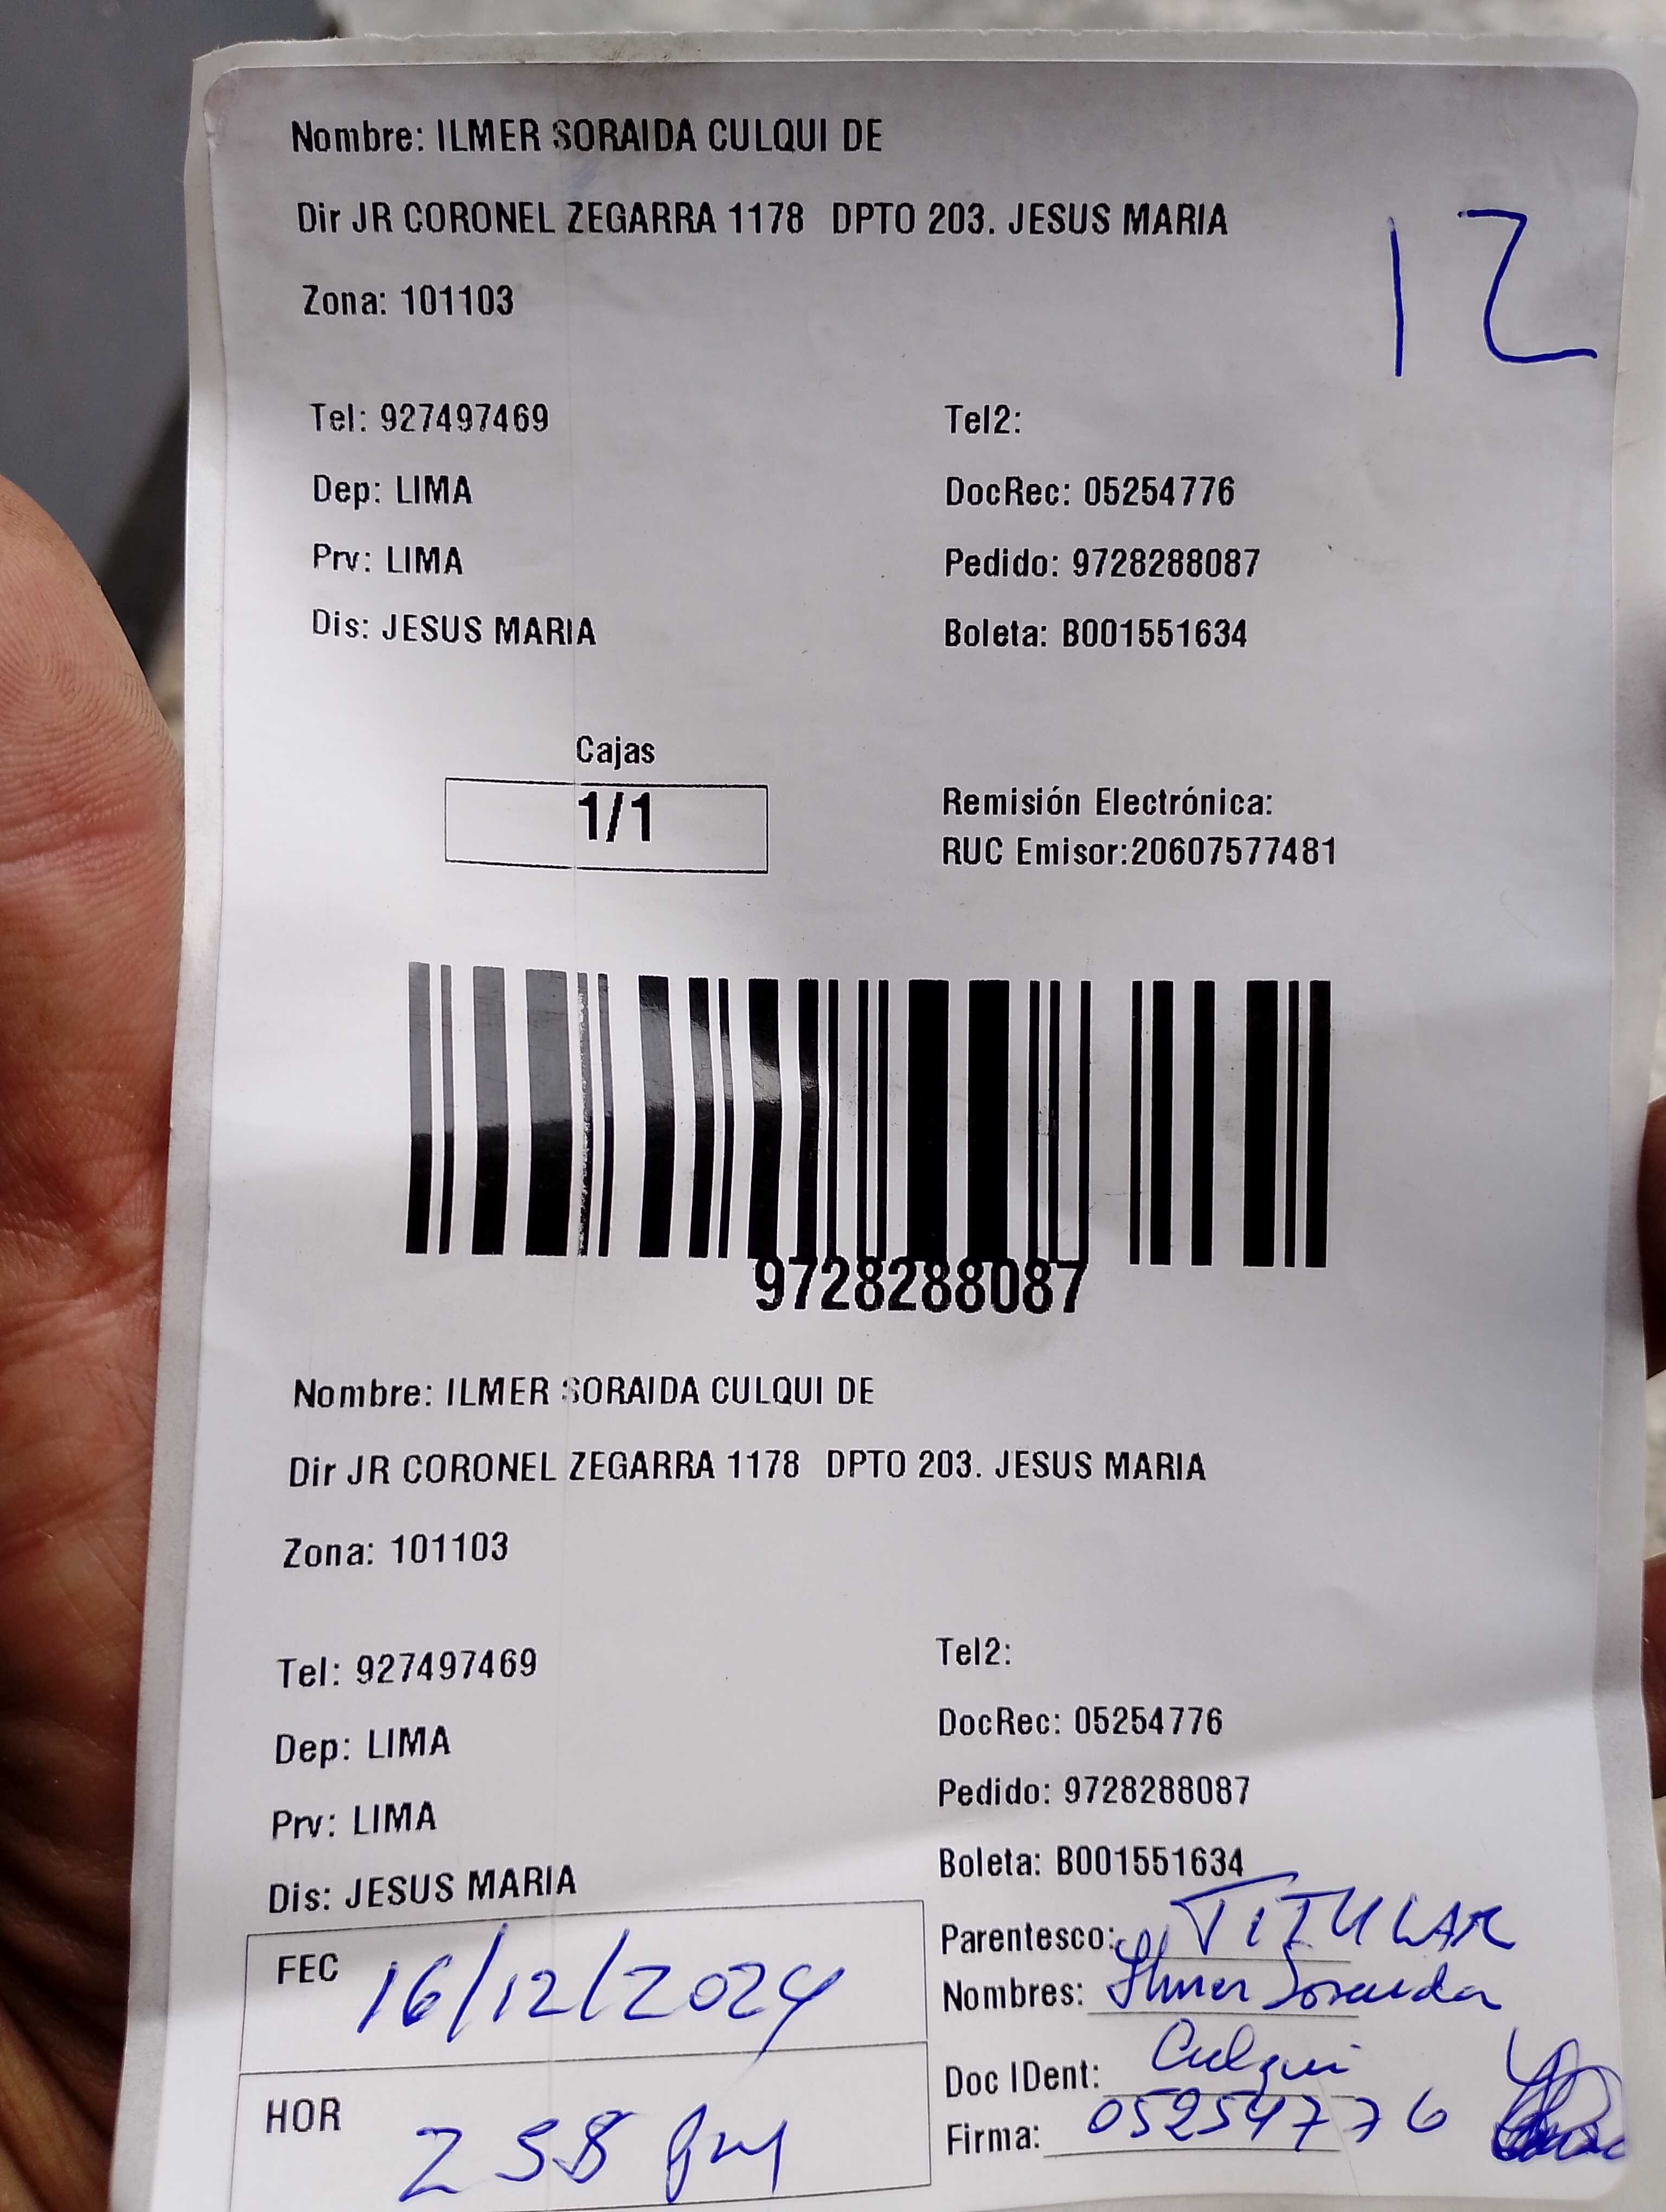 Nombre: ILMER SORAIDA CULQUI DE
Dir JR CORONEL ZEGARRA 1178 DPTO 203. JESUS MARIA
12
Zona: 101103
Tel: 927497469
Tel2:
Dep: LIMA
DocRec: 05254776
Prv: LIMA
Pedido: 9728288087
Dis: JESUS MARIA
Boleta: B001551634
Cajas
1/1
Remisión Electrónica:
RUC Emisor:20607577481
9728288087
Nombre: ILMER SORAIDA CULQUI DE
Dir JR CORONEL ZEGARRA 1178 DPTO 203. JESUS MARIA
Zona: 101103
Tel: 927497469
Tel2:
Dep: LIMA
DocRec: 05254776
Prv: LIMA
Pedido: 9728288087
Dis: JESUS MARIA
Boleta: B001551634
FEC 16/12/2024
Parentesco: TITULAR
Nombres: Ilmer Soraida
Culqui
Doc IDent:
05254776
Firma:
HOR 2 58 pm